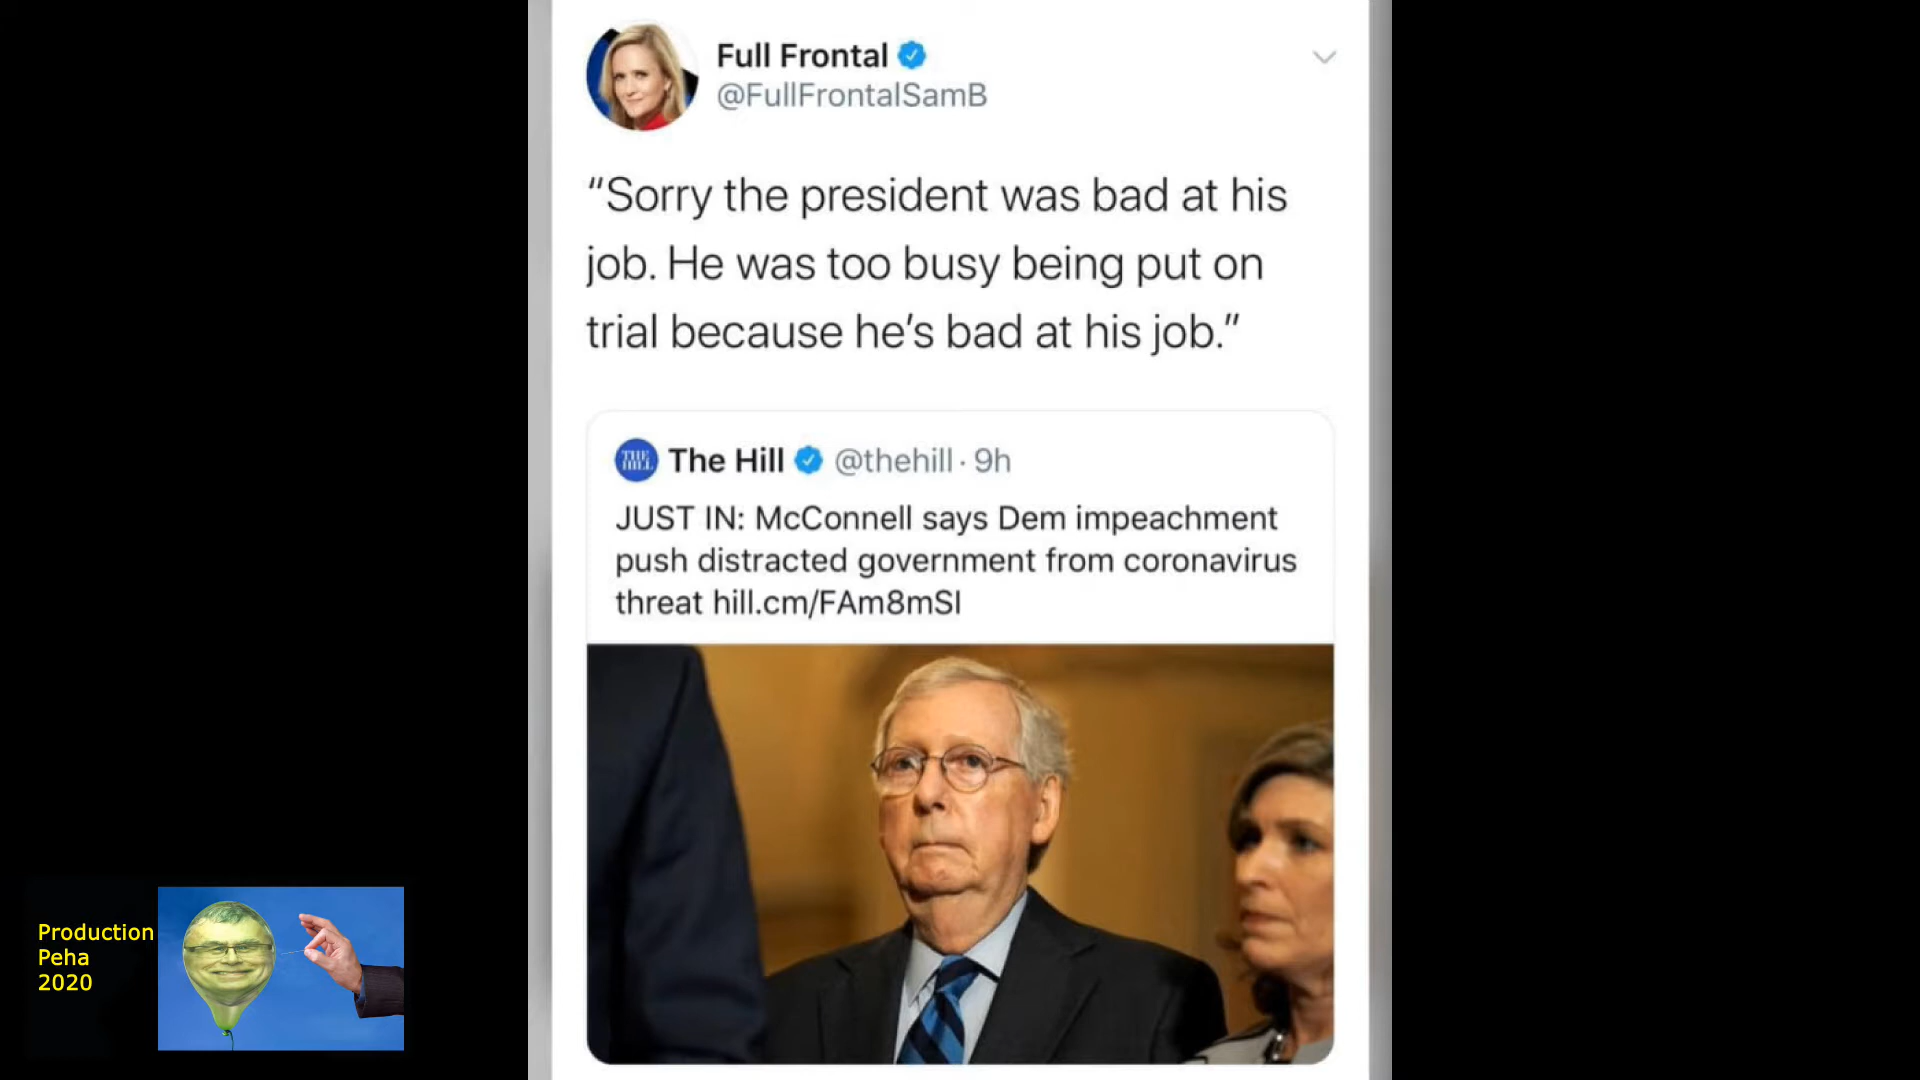 Full Frontal
@FullFrontalSamB
“Sorry the president was bad at his
job. He was too busy being put on
trial because he’s bad at his job.”
THE
HILL
The Hill @thehill · 9h
JUST IN: McConnell says Dem impeachment
push distracted government from coronavirus
threat hill.cm/FAm8mSI
Production
Peha
2020